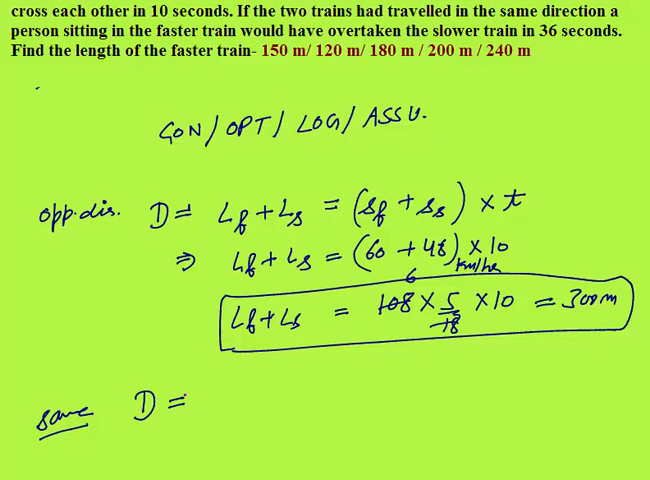 cross each other in 10 seconds. If the two trains had travelled in the same direction a
person sitting in the faster train would have overtaken the slower train in 36 seconds.
Find the length of the faster train- 150 m/ 120 m/ 180 m / 200 m / 240 m
CON / OPT / LOG / ASSU.
opp. dis. D = Lf + Ls = (Sf + Ss) × t
⇒ Lf + Ls = (60 + 48) km/hr × 10
Lf + Ls = 108 6 × 5/18 × 10 = 300m
same D =